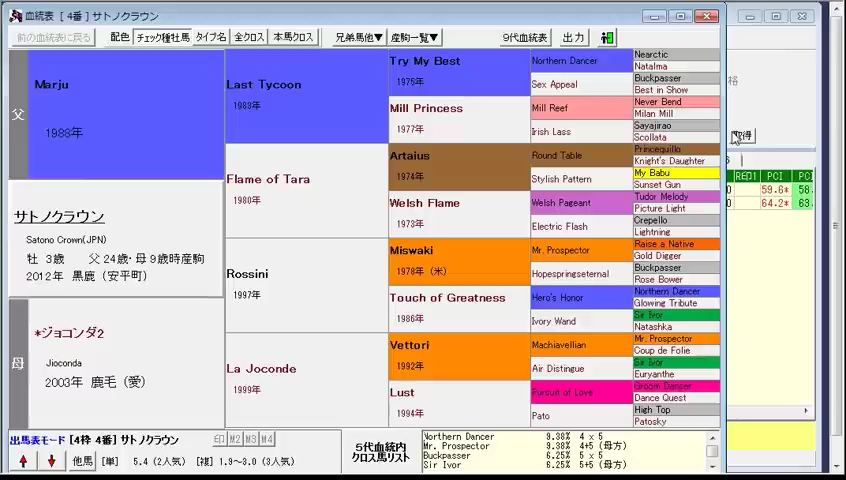 血統表 [ 4番 ] サトノクラウン
前の血統表に戻る 配色 チェック種牡馬 タイプ名 全クロス 本馬クロス 兄弟馬他▼ 産駒一覧▼ 9代血統表 出力
父
Marju
1988年
サトノクラウン
Satono Crown(JPN)
牡 3歳 父24歳・母9歳時産駒
2012年 黒鹿 (安平町)
母
*ジョコンダ2
Jioconda
2003年 鹿毛 (愛)
Last Tycoon
1983年
Flame of Tara
1980年
Rossini
1997年
La Joconde
1999年
Try My Best
1975年
Mill Princess
1977年
Artaius
1974年
Welsh Flame
1973年
Miswaki
1978年 (米)
Touch of Greatness
1986年
Vettori
1992年
Lust
1994年
Northern Dancer
Sex Appeal
Mill Reef
Irish Lass
Round Table
Stylish Pattern
Welsh Pageant
Electric Flash
Mr. Prospector
Hopespringseternal
Hero's Honor
Ivory Wand
Machiavellian
Air Distingue
Pursuit of Love
Pato
Nearctic
Natalma
Buckpasser
Best in Show
Never Bend
Milan Mill
Sayajirao
Scollata
Princequillo
Knight's Daughter
My Babu
Sunset Gun
Tudor Melody
Picture Light
Crepello
Lightning
Raise a Native
Gold Digger
Buckpasser
Rose Bower
Northern Dancer
Glowing Tribute
Sir Ivor
Natashka
Mr. Prospector
Coup de Folie
Sir Ivor
Euryanthe
Groom Dancer
Dance Quest
High Top
Patosky
出馬表モード [4枠 4番] サトノクラウン 印 M2 M3 M4
他馬 [単] 5.4 (2人気) [複] 1.9~3.0 (3人気)
5代血統内
クロス馬リスト
Northern Dancer 9.38% 4 x 5
Mr. Prospector 9.38% 4+5 (母方)
Buckpasser 6.25% 5 x 5
Sir Ivor 6.25% 5+5 (母方)
格
取得
RED1 PCI PC
59.6* 58.
64.2* 63.